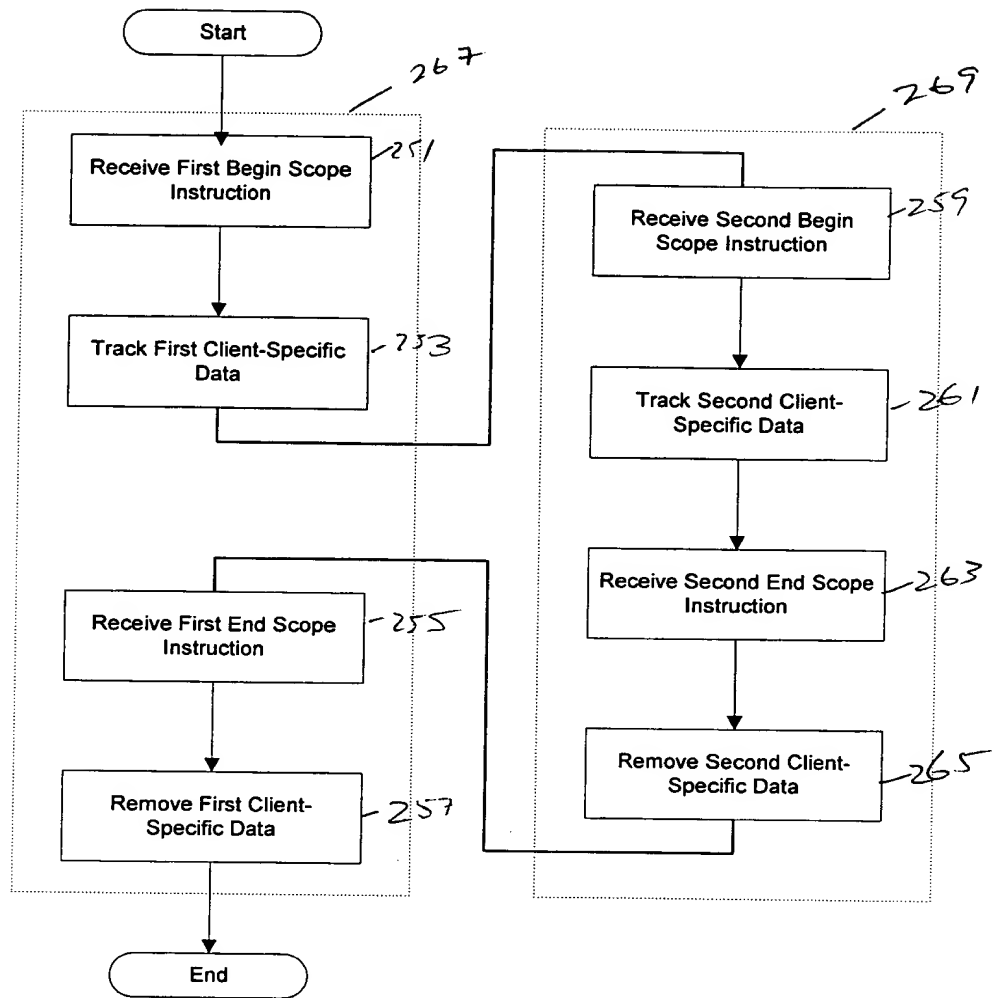 Start
267
Receive First Begin Scope
Instruction
251
Track First Client-Specific
Data
253
Receive First End Scope
Instruction
255
Remove First Client-
Specific Data
257
End
269
Receive Second Begin
Scope Instruction
259
Track Second Client-
Specific Data
261
Receive Second End Scope
Instruction
263
Remove Second Client-
Specific Data
265